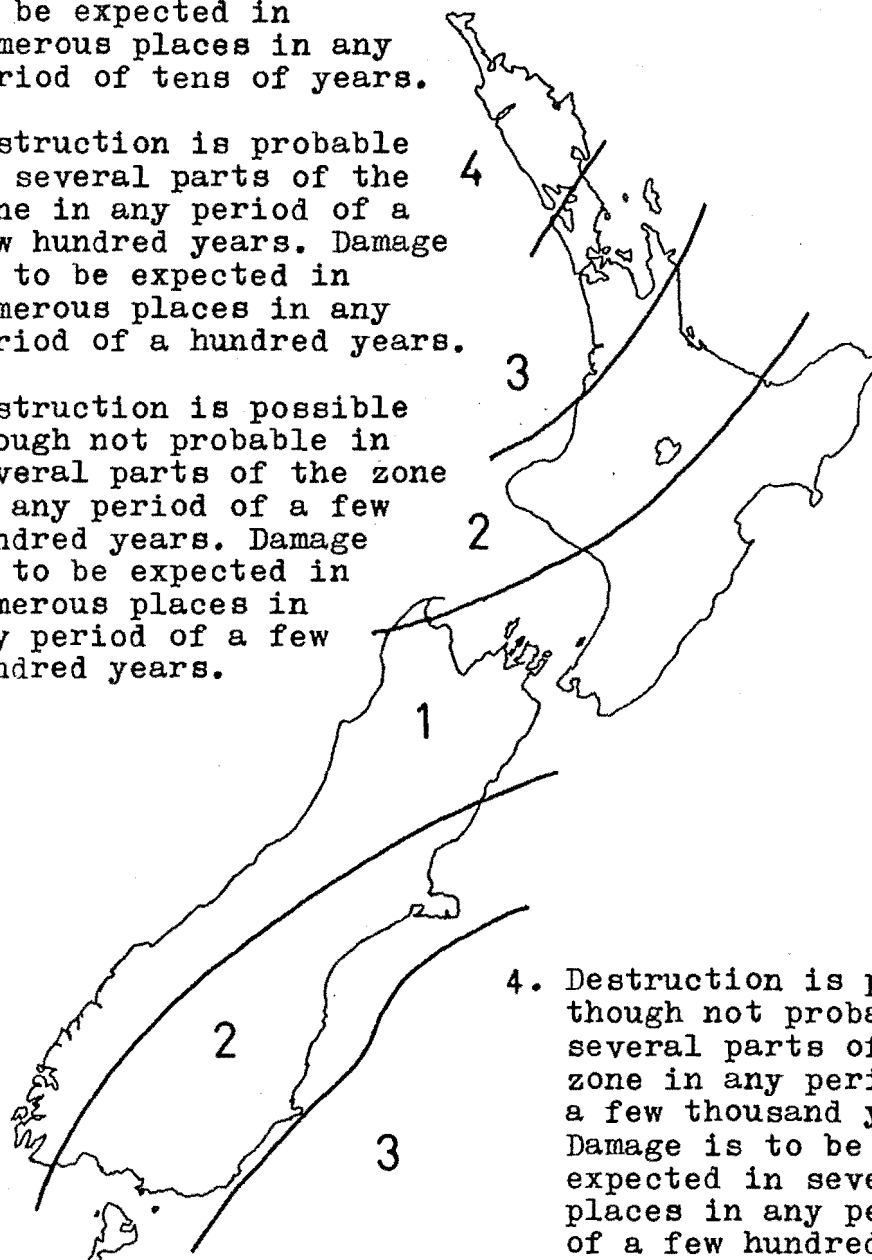 be expected in
merous places in any
riod of tens of years.
struction is probable
several parts of the
ne in any period of a
w hundred years. Damage
to be expected in
merous places in any
riod of a hundred years.
struction is possible
ough not probable in
veral parts of the zone
any period of a few
ndred years. Damage
to be expected in
merous places in
y period of a few
ndred years.
4
3
2
1
2
3
4. Destruction is p
though not proba
several parts of
zone in any peri
a few thousand y
Damage is to be
expected in seve
places in any pe
of a few hundred